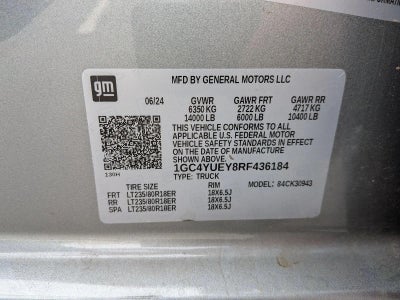 gm
MFD BY GENERAL MOTORS LLC
06/24 GVWR GAWR FRT GAWR RR
6350 KG 2722 KG 4717 KG
14000 LB 6000 LB 10400 LB
THIS VEHICLE CONFORMS TO ALL
APPLICABLE U.S. FEDERAL MOTOR
VEHICLE SAFETY STANDARDS IN EFFECT
ON THE DATE OF MANUFACTURE
SHOWN ABOVE.
1GC4YUEY8RF436184
TYPE: TRUCK
MODEL: 84CK30943
TIRE SIZE RIM
FRT LT235/80R18ER 18X6.5J
RR LT235/80R18ER 18X6.5J
SPA LT235/80R18ER 18X6.5J